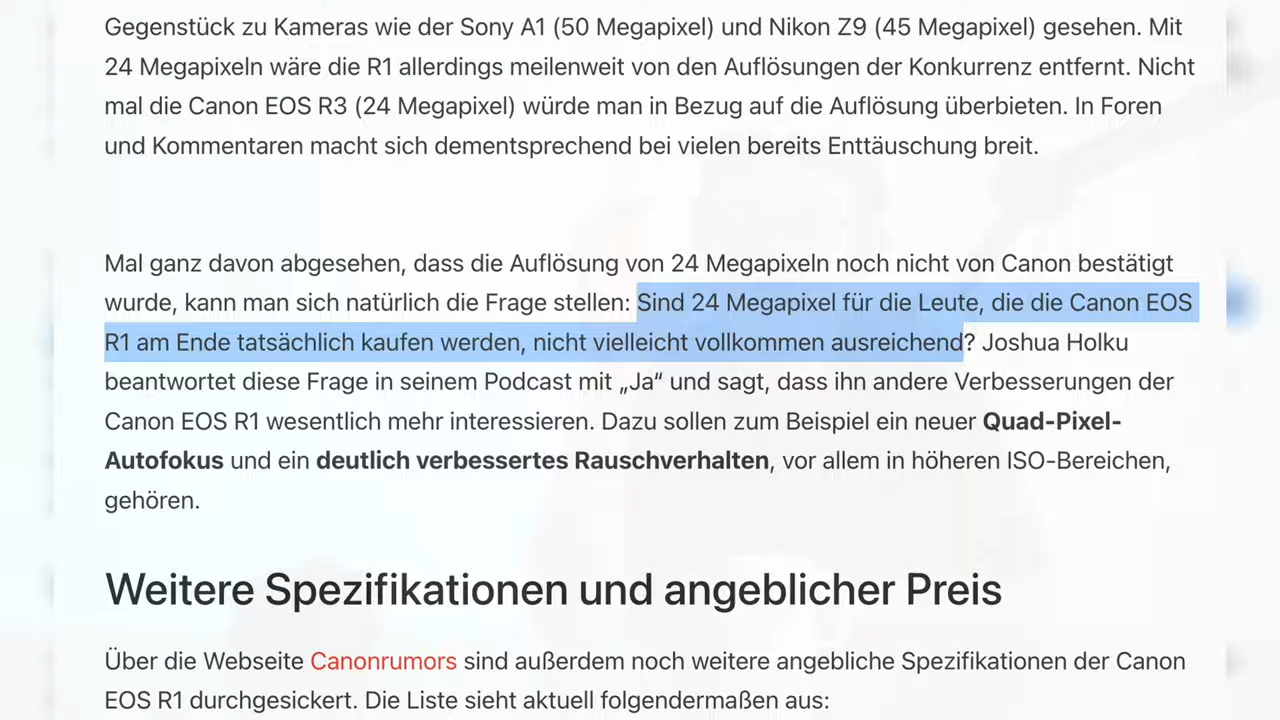 Gegenstück zu Kameras wie der Sony A1 (50 Megapixel) und Nikon Z9 (45 Megapixel) gesehen. Mit
24 Megapixeln wäre die R1 allerdings meilenweit von den Auflösungen der Konkurrenz entfernt. Nicht
mal die Canon EOS R3 (24 Megapixel) würde man in Bezug auf die Auflösung überbieten. In Foren
und Kommentaren macht sich dementsprechend bei vielen bereits Enttäuschung breit.
Mal ganz davon abgesehen, dass die Auflösung von 24 Megapixeln noch nicht von Canon bestätigt
wurde, kann man sich natürlich die Frage stellen: Sind 24 Megapixel für die Leute, die die Canon EOS
R1 am Ende tatsächlich kaufen werden, nicht vielleicht vollkommen ausreichend? Joshua Holku
beantwortet diese Frage in seinem Podcast mit „Ja“ und sagt, dass ihn andere Verbesserungen der
Canon EOS R1 wesentlich mehr interessieren. Dazu sollen zum Beispiel ein neuer Quad-Pixel-
Autofokus und ein deutlich verbessertes Rauschverhalten, vor allem in höheren ISO-Bereichen,
gehören.
Weitere Spezifikationen und angeblicher Preis
Über die Webseite Canonrumors sind außerdem noch weitere angebliche Spezifikationen der Canon
EOS R1 durchgesickert. Die Liste sieht aktuell folgendermaßen aus: